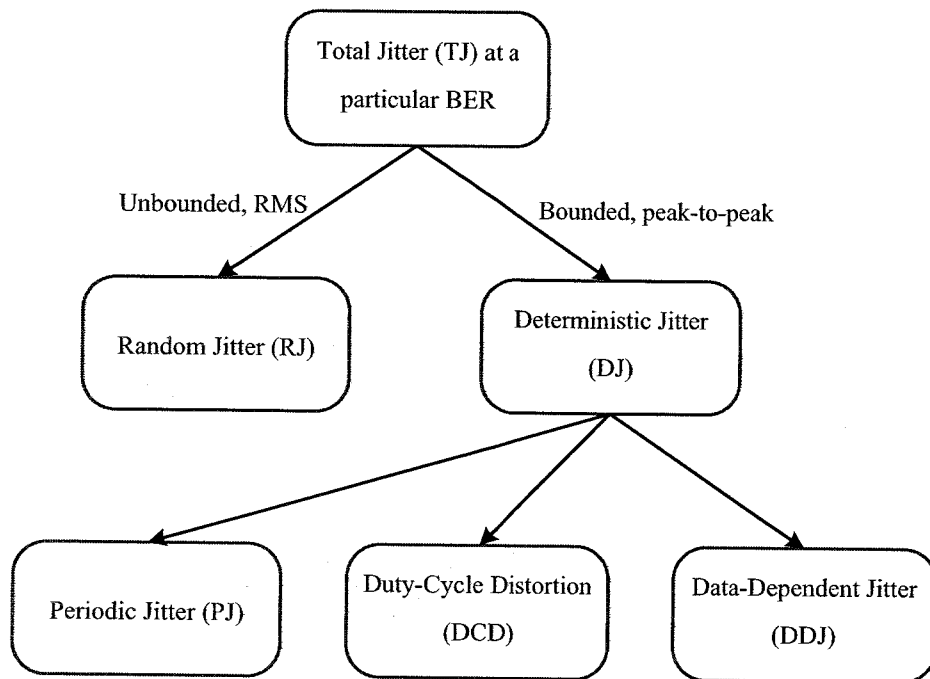 Total Jitter (TJ) at a
particular BER
Unbounded, RMS
Bounded, peak-to-peak
Random Jitter (RJ)
Deterministic Jitter
(DJ)
Periodic Jitter (PJ)
Duty-Cycle Distortion
(DCD)
Data-Dependent Jitter
(DDJ)